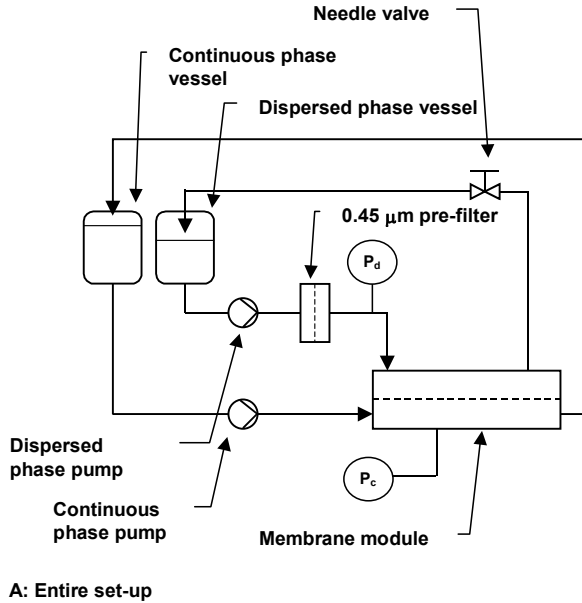 Needle valve
Continuous phase
vessel
Dispersed phase vessel
0.45 μm pre-filter
Pd
Dispersed
phase pump
Pc
Continuous
phase pump
Membrane module
A: Entire set-up